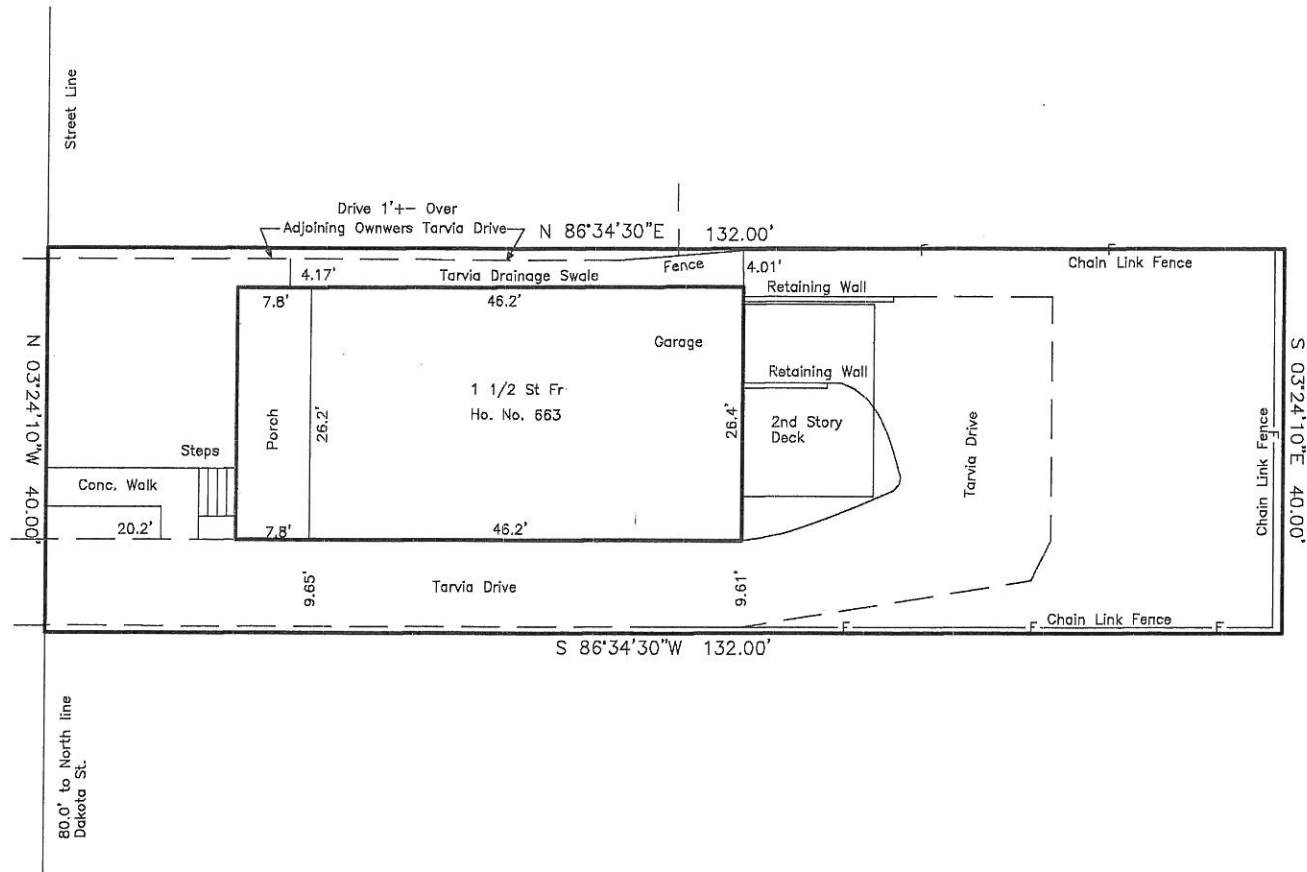 Street Line
Drive 1'+- Over
Adjoining Ownwers Tarvia Drive
N 86°34'30"E 132.00'
4.17'
Tarvia Drainage Swale
Fence
4.01'
Chain Link Fence
7.8'
46.2'
Retaining Wall
Garage
N 03°24'10"W 40.00'
Porch
26.2'
1 1/2 St Fr
Ho. No. 663
26.4'
Retaining Wall
2nd Story
Deck
Tarvia Drive
Chain Link Fence
S 03°24'10"E 40.00'
Steps
Conc. Walk
20.2'
7.8'
46.2'
9.65'
Tarvia Drive
9.61'
Chain Link Fence
S 86°34'30"W 132.00'
80.0' to North line
Dakota St.
F
F
F
F
F
F